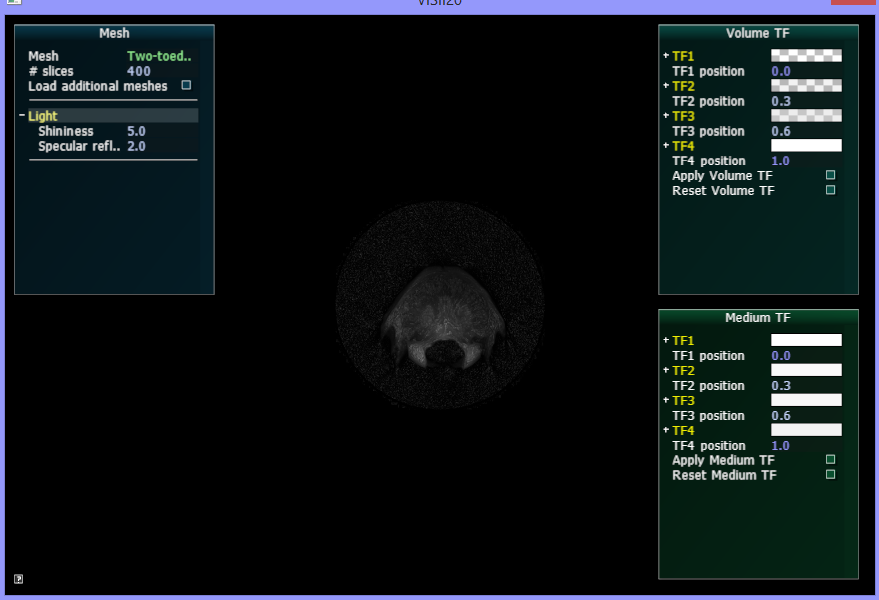 Mesh
Mesh Two-toed..
# slices 400
Load additional meshes
- Light
Shininess 5.0
Specular refl.. 2.0
Volume TF
+ TF1
TF1 position 0.0
+ TF2
TF2 position 0.3
+ TF3
TF3 position 0.6
+ TF4
TF4 position 1.0
Apply Volume TF
Reset Volume TF
Medium TF
+ TF1
TF1 position 0.0
+ TF2
TF2 position 0.3
+ TF3
TF3 position 0.6
+ TF4
TF4 position 1.0
Apply Medium TF
Reset Medium TF
?